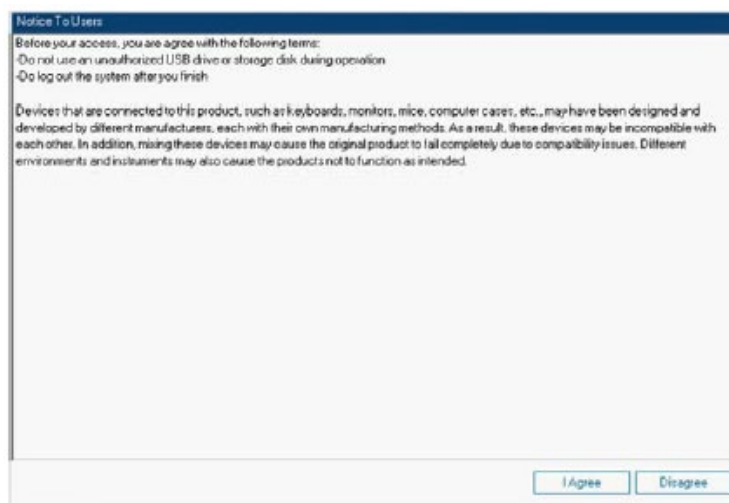 Notice To Users
Before your access, you are agree with the following terms:
-Do not use an unauthorized USB drive or storage disk during operation
-Do log out the system after you finish
Devices that are connected to this product, such as keyboards, monitors, mice, computer cases, etc., may have been designed and
developed by different manufacturers, each with their own manufacturing methods. As a result, these devices may be incompatible with
each other. In addition, mixing these devices may cause the original product to fail completely due to compatibility issues. Different
environments and instruments may also cause the products not to function as intended.
I Agree
Disagree